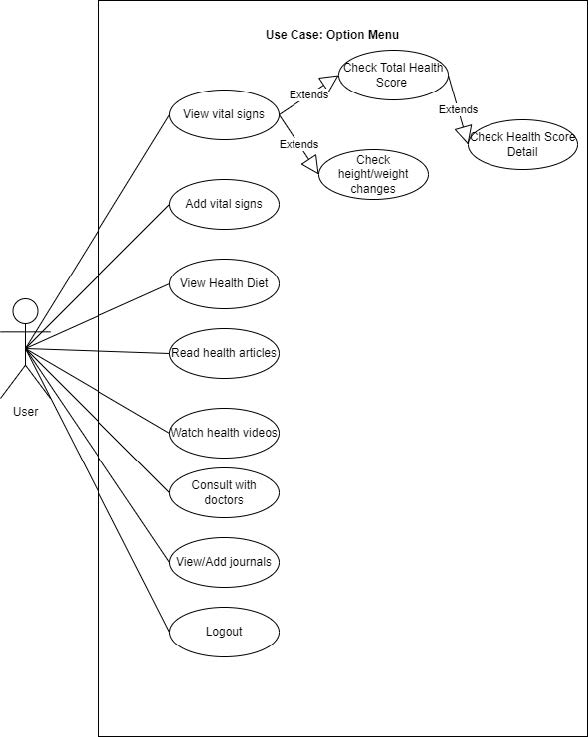 Use Case: Option Menu
Check Total Health
Score
Extends
View vital signs
Extends
Check Health Score
Detail
Extends
Check
height/weight
changes
Add vital signs
View Health Diet
Read health articles
User
Watch health videos
Consult with
doctors
View/Add journals
Logout